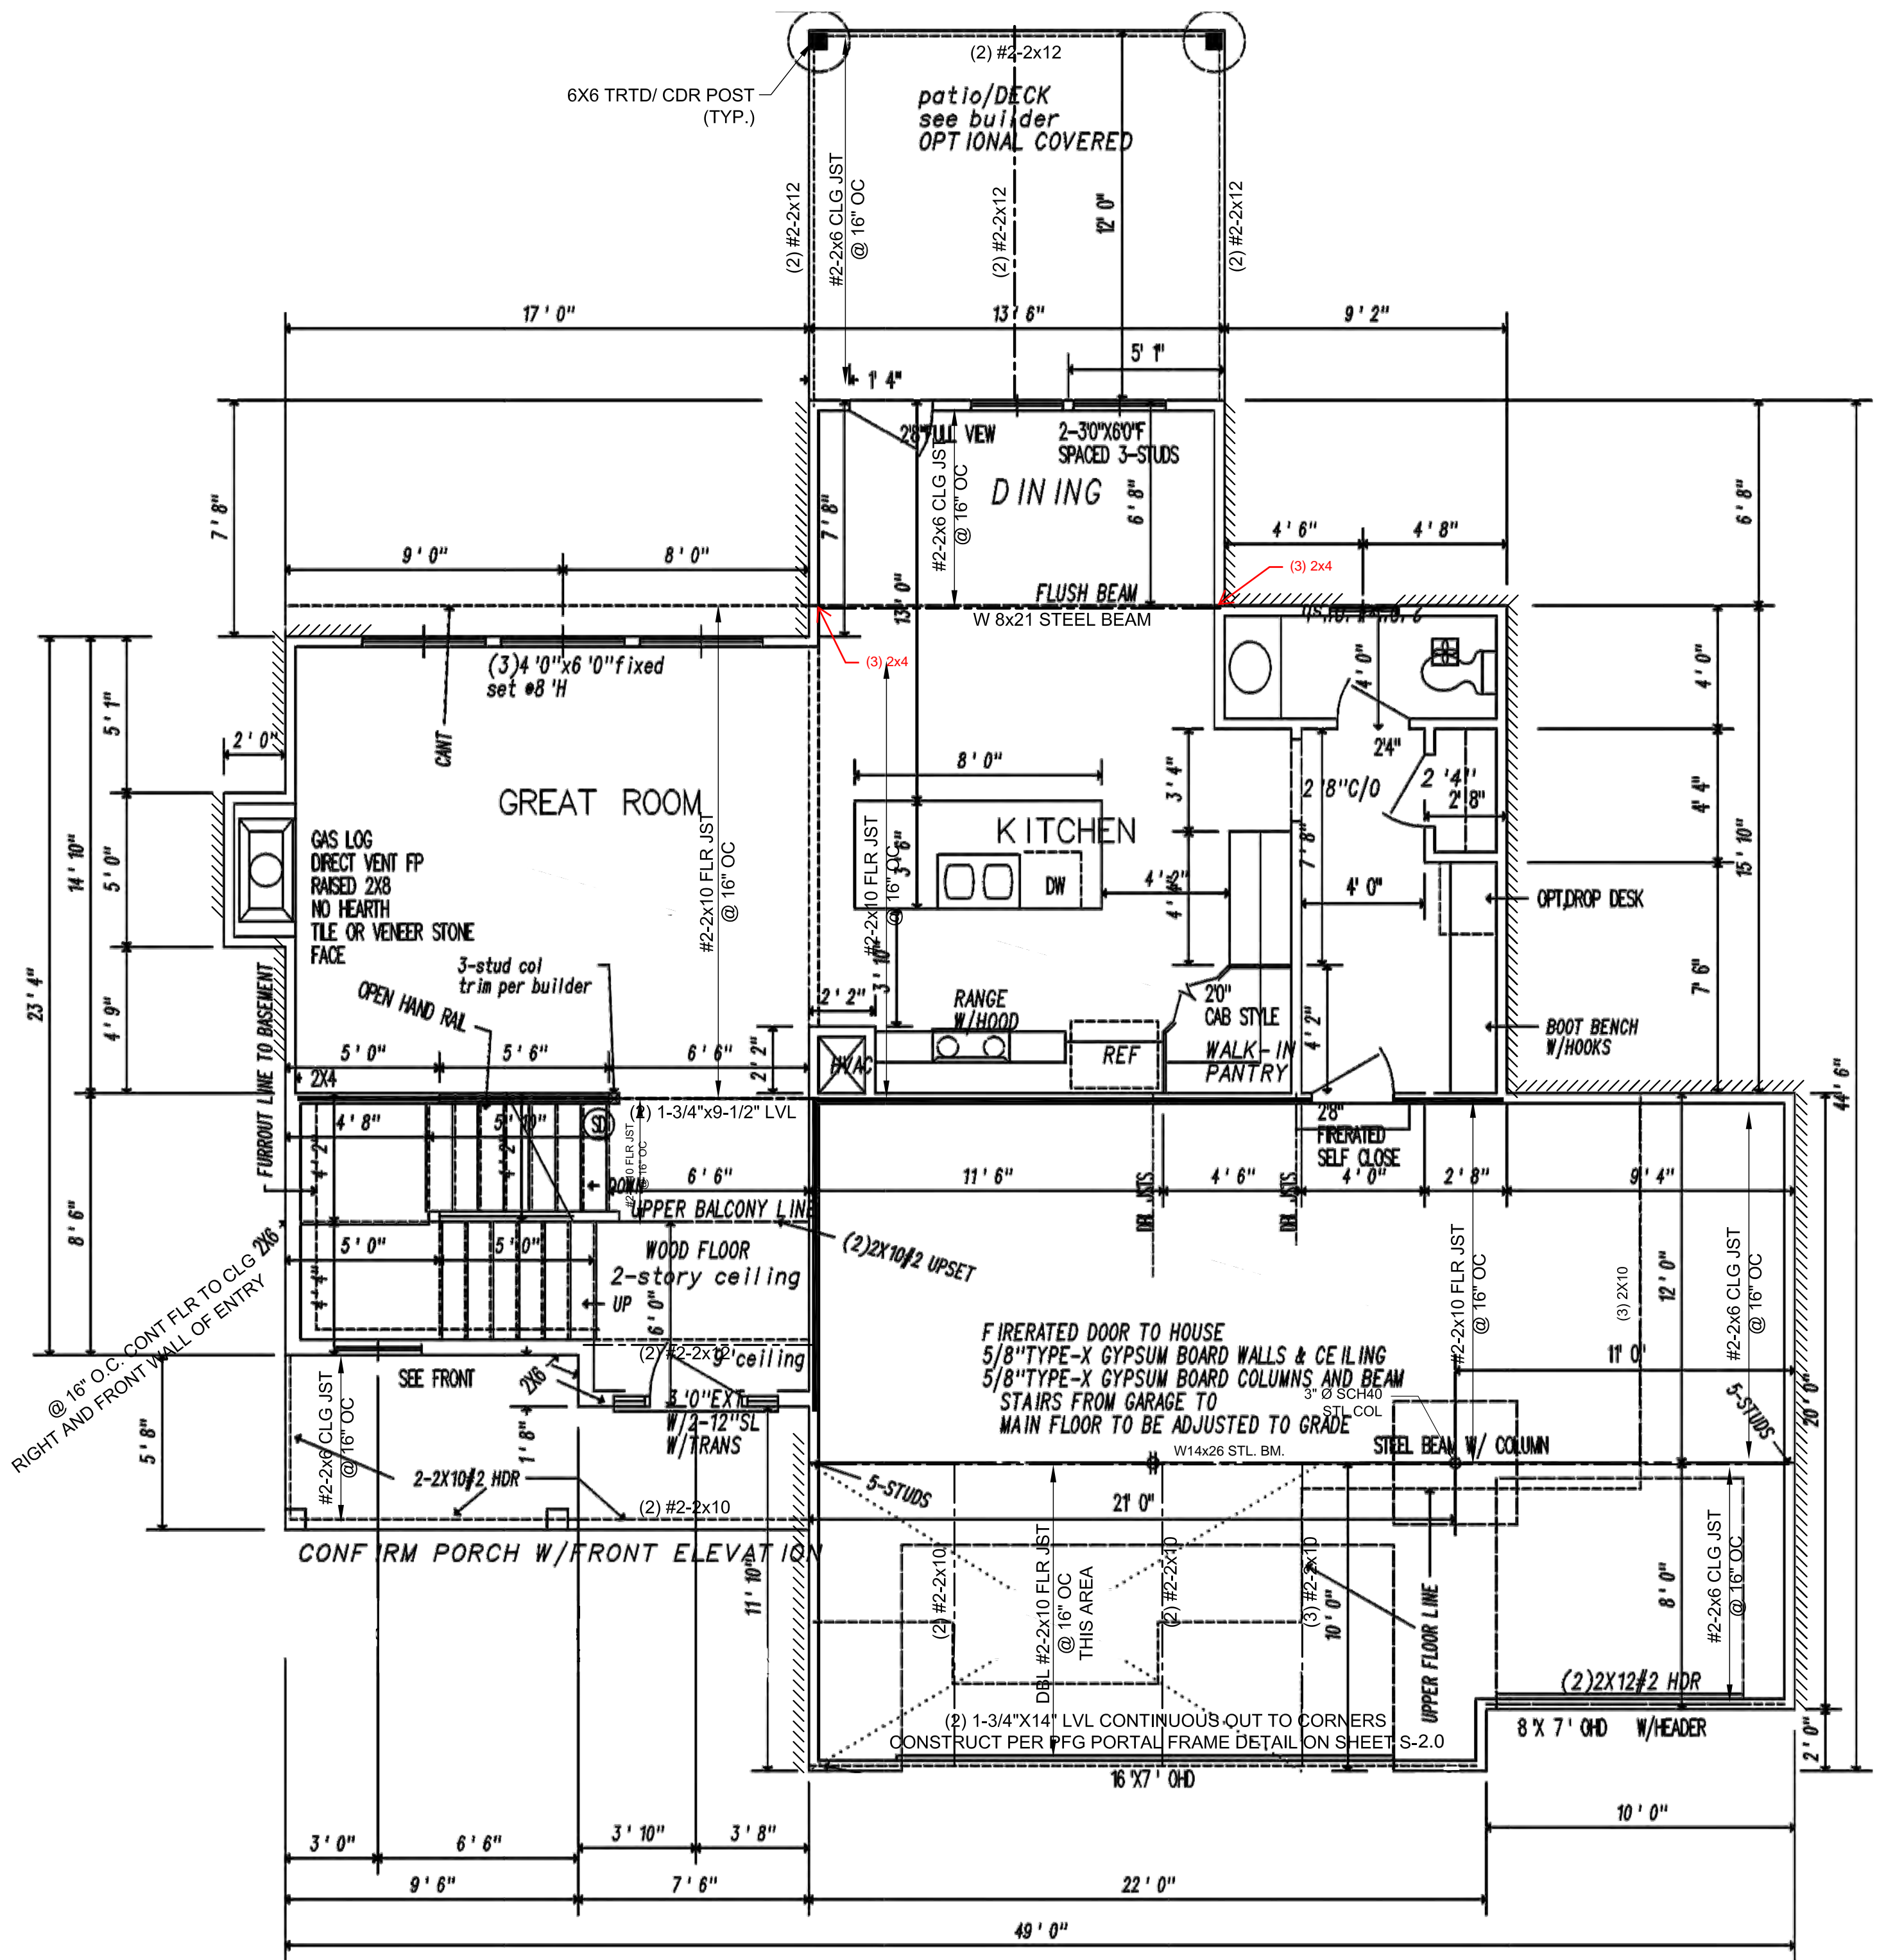 (2) #2-2x12
6X6 TRTD/ CDR POST
(TYP.)
patio/DECK
see builder
OPTIONAL COVERED
#2-2x6 CLG JST
@ 16" OC
(2) #2-2x12
(2) #2-2x12
(2) #2-2x12
12' 0"
17' 0"
13' 6"
9' 2"
5' 1"
1' 4"
2'8" FULL VIEW
2-3'0"X6'0"F
SPACED 3-STUDS
DINING
#2-2x6 CLG JST
@ 16" OC
7' 8"
7' 8"
6' 8"
6' 8"
4' 6"
4' 8"
9' 0"
8' 0"
13' 0"
(3) 2x4
FLUSH BEAM
W 8x21 STEEL BEAM
(3) 2x4
(3)4'0"x6'0"fixed
set @8'H
CANT
4' 0"
4' 0"
5' 1"
2' 0"
2'4"
8' 0"
3' 4"
2'8"C/O
2'4"
2' 8"
4' 4"
GREAT ROOM
KITCHEN
GAS LOG
DIRECT VENT FP
RAISED 2X8
NO HEARTH
TILE OR VENEER STONE
FACE
#2-2x10 FLR JST
@ 16" OC
#2-2x10 FLR JST
@ 16" OC
3' 6"
DW
7' 8"
4' 0"
OPT,DROP DESK
14' 10"
5' 0"
15' 10"
23' 4"
4' 9"
7' 6"
3-stud col
trim per builder
OPEN HAND RAIL
3' 10"
2' 2"
RANGE
W/HOOD
2'0"
CAB STYLE
WALK-IN
PANTRY
4' 2"
BOOT BENCH
W/HOOKS
5' 0"
5' 6"
6' 6"
2' 2"
HVAC
REF
2X4
FURROUT LINE TO BASEMENT
(2) 1-3/4"x9-1/2" LVL
44' 6"
4' 8"
5' 10"
SD
4' 2"
4' 2"
@ 16" OC
DOWN
6' 6"
2'8"
FIRERATED
SELF CLOSE
11' 6"
4' 6"
4' 0"
2' 8"
9' 4"
DBL JSTS
DBL JSTS
UPPER BALCONY LINE
8' 6"
5' 0"
5' 0"
WOOD FLOOR
2-story ceiling
(2)2X10#2 UPSET
UP
4' 4"
6' 0"
2X6
@ 16" O.C. CONT FLR TO CLG
RIGHT AND FRONT WALL OF ENTRY
#2-2x10 FLR JST
@ 16" OC
(3) 2X10
12' 0"
#2-2x6 CLG JST
@ 16" OC
FIRERATED DOOR TO HOUSE
5/8"TYPE-X GYPSUM BOARD WALLS & CEILING
5/8"TYPE-X GYPSUM BOARD COLUMNS AND BEAM
STAIRS FROM GARAGE TO
MAIN FLOOR TO BE ADJUSTED TO GRADE
(2) #2-2x12
9'ceiling
SEE FRONT
2X6
3'0"EXT
W/2-12"SL
W/TRANS
1' 8"
5' 8"
#2-2x6 CLG JST
@ 16" OC
2-2X10#2 HDR
(2) #2-2x10
CONFIRM PORCH W/FRONT ELEVATION
11' 0"
3" Ø SCH40
STL COL
5-STUDS
20' 0"
W14x26 STL. BM.
STEEL BEAM W/ COLUMN
5-STUDS
21' 0"
11' 10"
(2) #2-2x10
DBL #2-2x10 FLR JST
@ 16" OC
THIS AREA
(2) #2-2x10
(3) #2-2x10
10' 0"
UPPER FLOOR LINE
8' 0"
#2-2x6 CLG JST
@ 16" OC
(2)2X12#2 HDR
8'X 7' OHD W/HEADER
2' 0"
(2) 1-3/4"X14" LVL CONTINUOUS OUT TO CORNERS
CONSTRUCT PER PFG PORTAL FRAME DETAIL ON SHEET S-2.0
16'X7' OHD
10' 0"
3' 0"
6' 6"
3' 10"
3' 8"
9' 6"
7' 6"
22' 0"
49' 0"